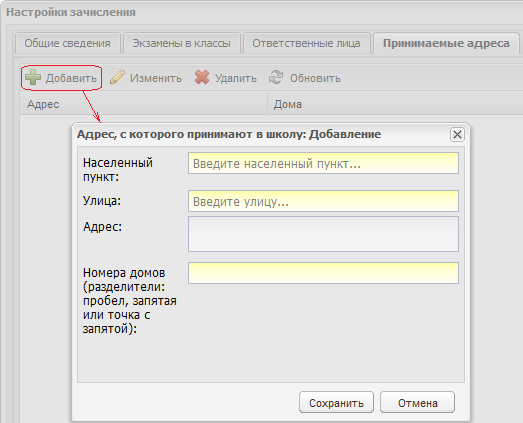 Настройки зачисления
Общие сведения Экзамены в классы Ответственные лица Принимаемые адреса
Добавить Изменить Удалить Обновить
Адрес Дома
Адрес, с которого принимают в школу: Добавление
Населенный
пункт:
Введите населенный пункт...
Улица:
Введите улицу...
Адрес:
Номера домов
(разделители:
пробел, запятая
или точка с
запятой):
Сохранить Отмена